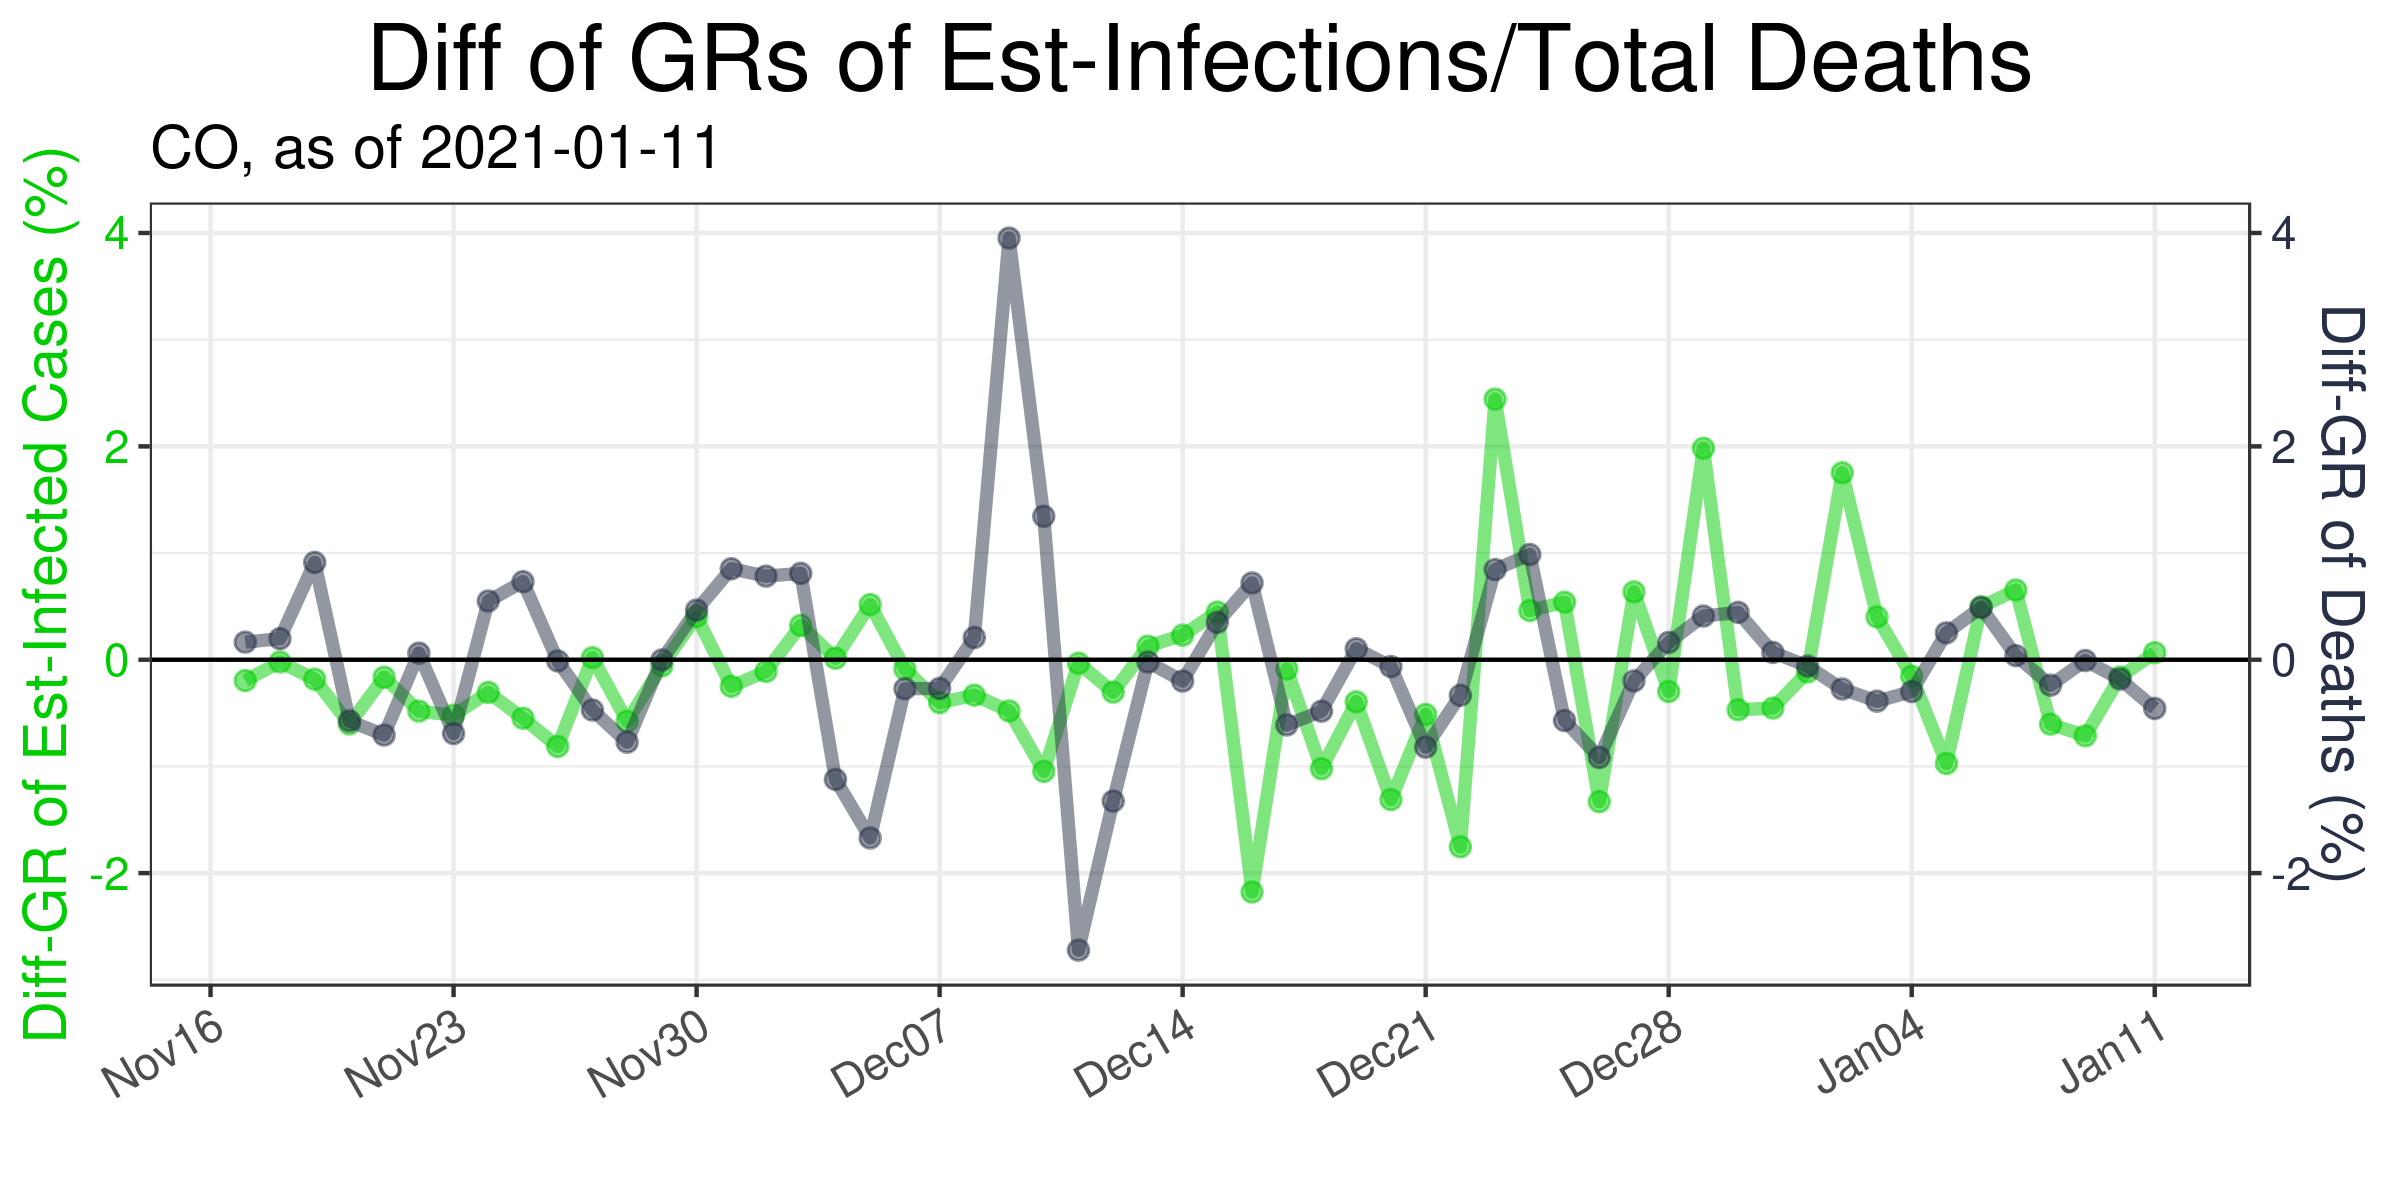 Diff of GRs of Est-Infections/Total Deaths
CO, as of 2021-01-11
Diff-GR of Est-Infected Cases (%)
4
2
0
-2
4
2
0
-2
Diff-GR of Deaths (%)
Nov16
Nov23
Nov30
Dec07
Dec14
Dec21
Dec28
Jan04
Jan11